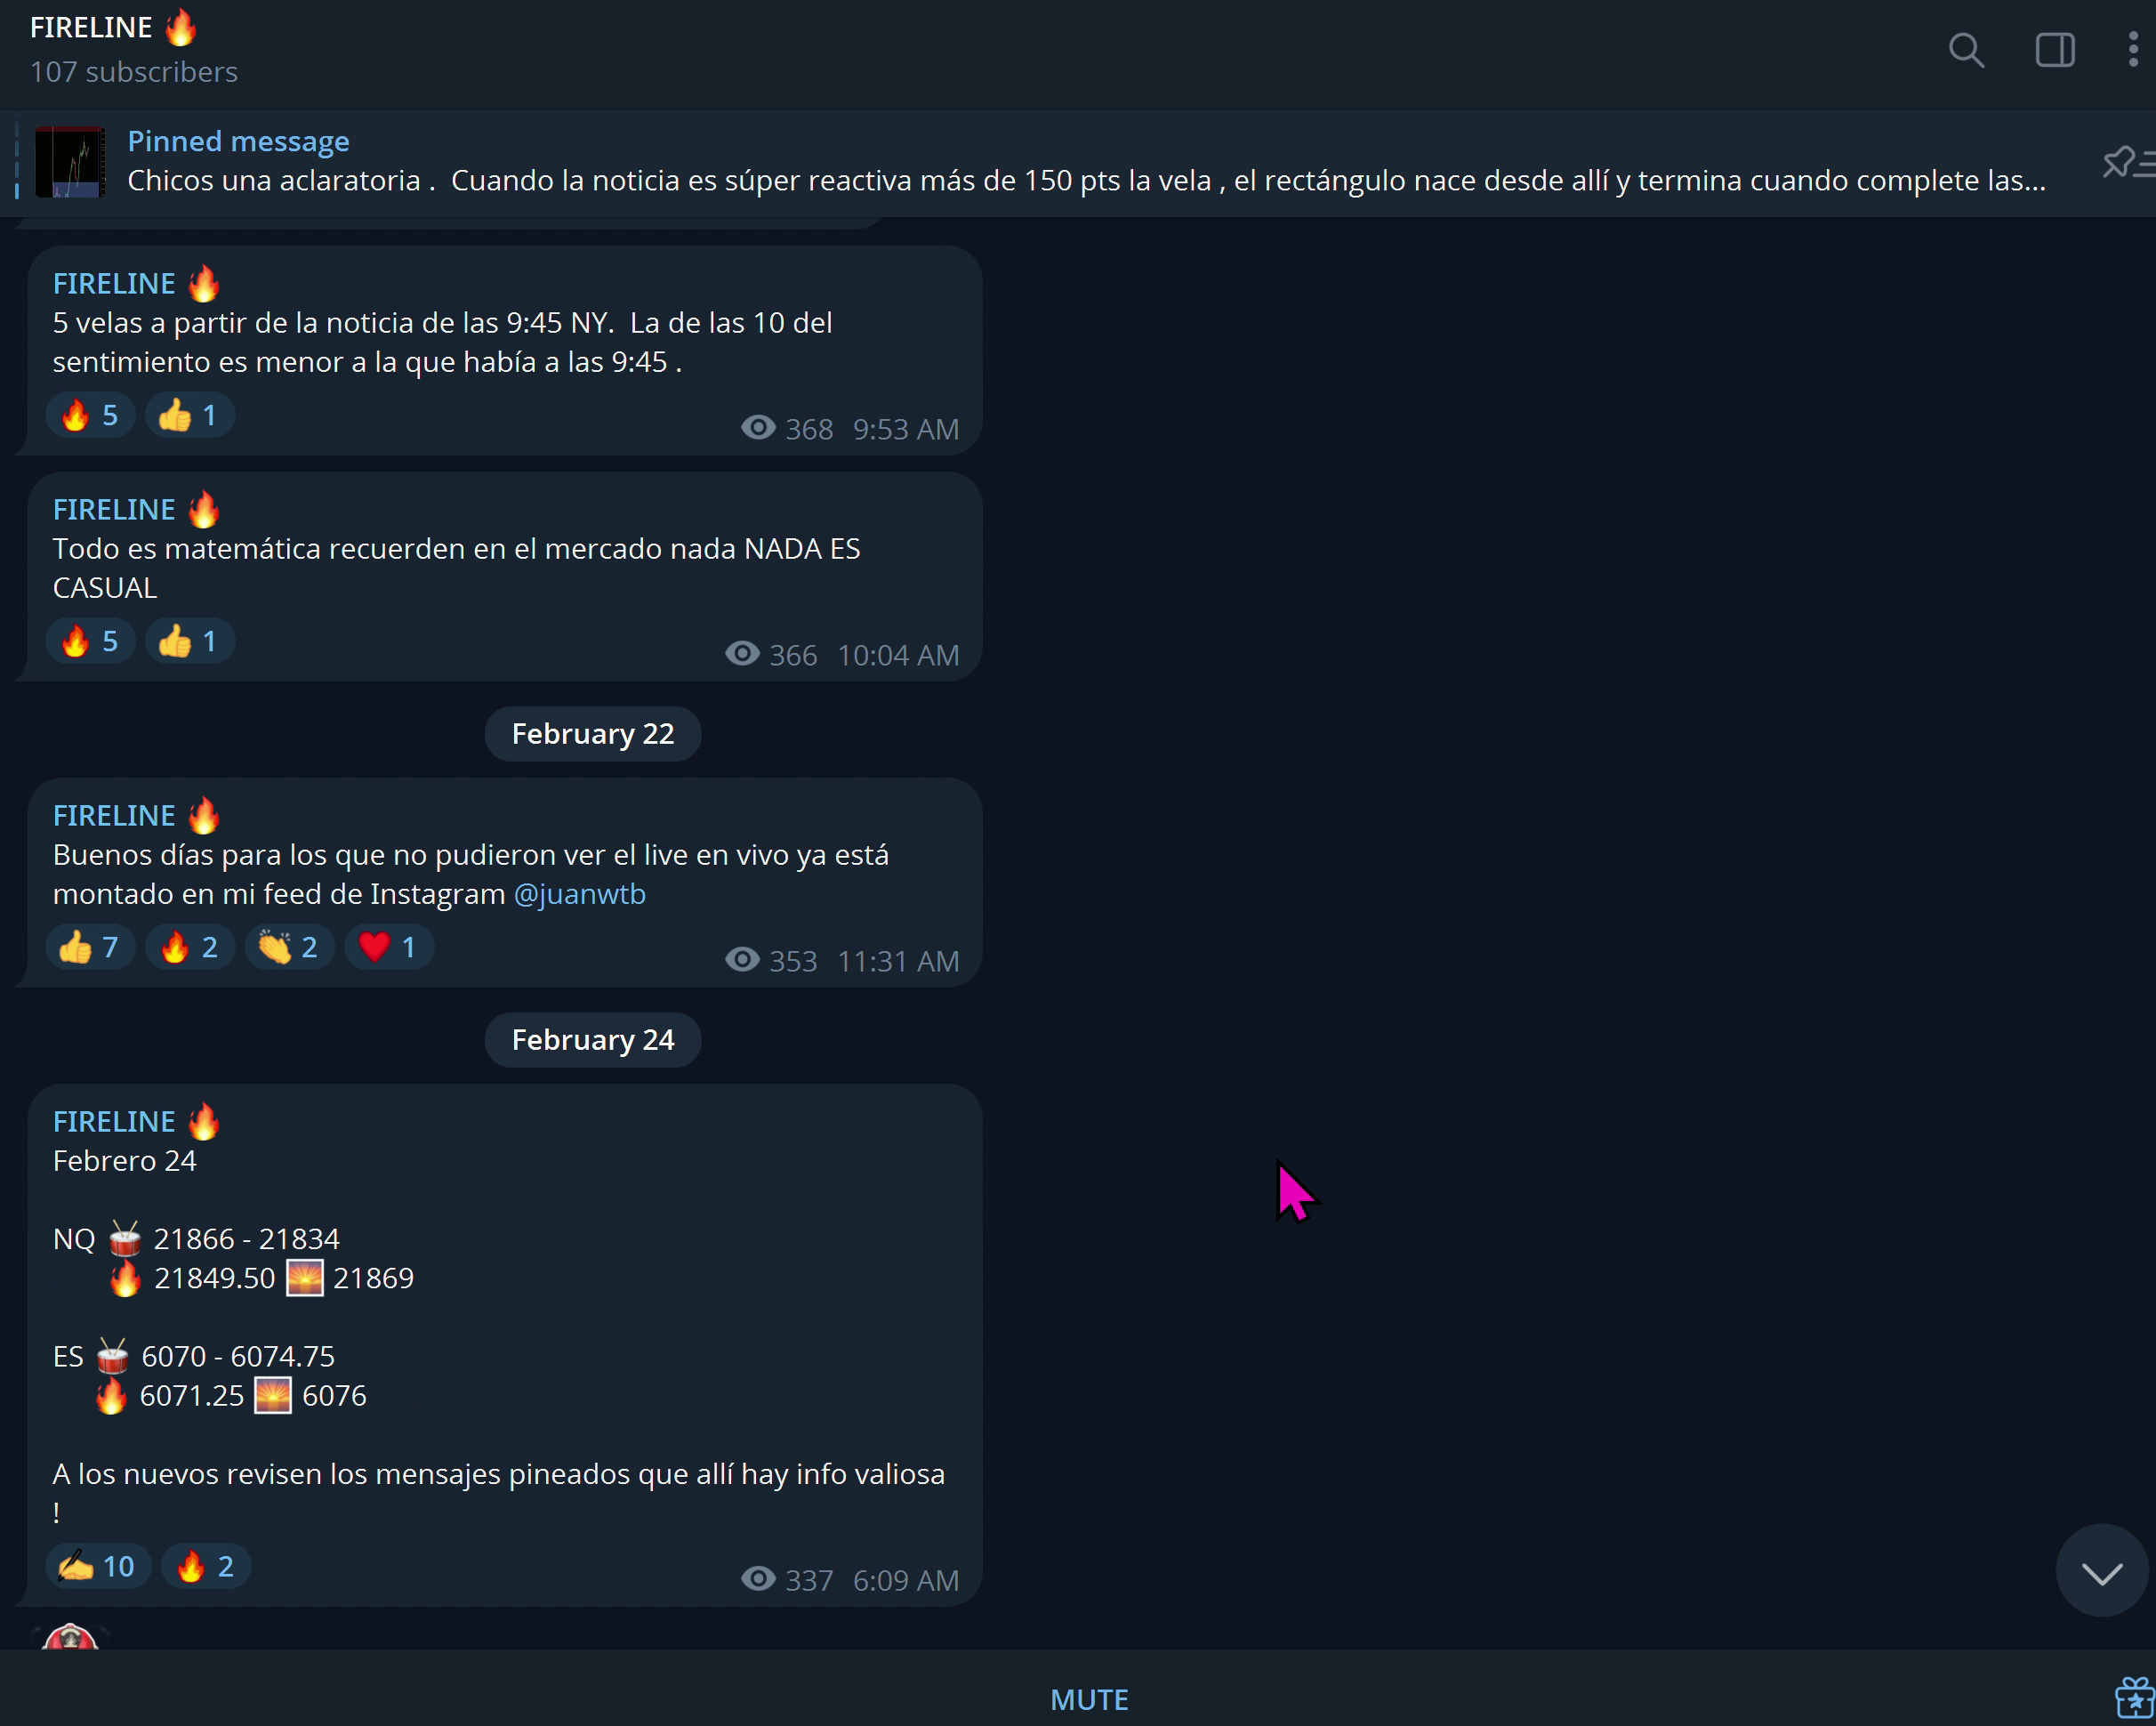 FIRELINE 🔥
107 subscribers
Pinned message
Chicos una aclaratoria .  Cuando la noticia es súper reactiva más de 150 pts la vela , el rectángulo nace desde allí y termina cuando complete las...
FIRELINE 🔥
5 velas a partir de la noticia de las 9:45 NY.  La de las 10 del
sentimiento es menor a la que había a las 9:45 .
🔥 5 👍 1
368 9:53 AM
FIRELINE 🔥
Todo es matemática recuerden en el mercado nada NADA ES
CASUAL
🔥 5 👍 1
366 10:04 AM
February 22
FIRELINE 🔥
Buenos días para los que no pudieron ver el live en vivo ya está
montado en mi feed de Instagram @juanwtb
👍 7 🔥 2 👏 2 ❤️ 1
353 11:31 AM
February 24
FIRELINE 🔥
Febrero 24
NQ 🥁 21866 - 21834
🔥 21849.50 🌅 21869
ES 🥁 6070 - 6074.75
🔥 6071.25 🌅 6076
A los nuevos revisen los mensajes pineados que allí hay info valiosa
!
✍️ 10 🔥 2
337 6:09 AM
MUTE